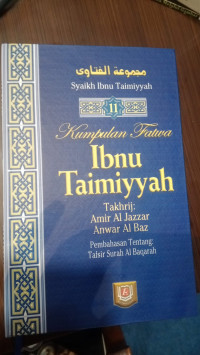 مجموعة الفتاوى
Syaikh Ibnu Taimiyyah
11
Kumpulan Fatwa
Ibnu
Taimiyyah
Takhrij:
Amir Al Jazzar
Anwar Al Baz
Pembahasan Tentang:
Tafsir Surah Al Baqarah